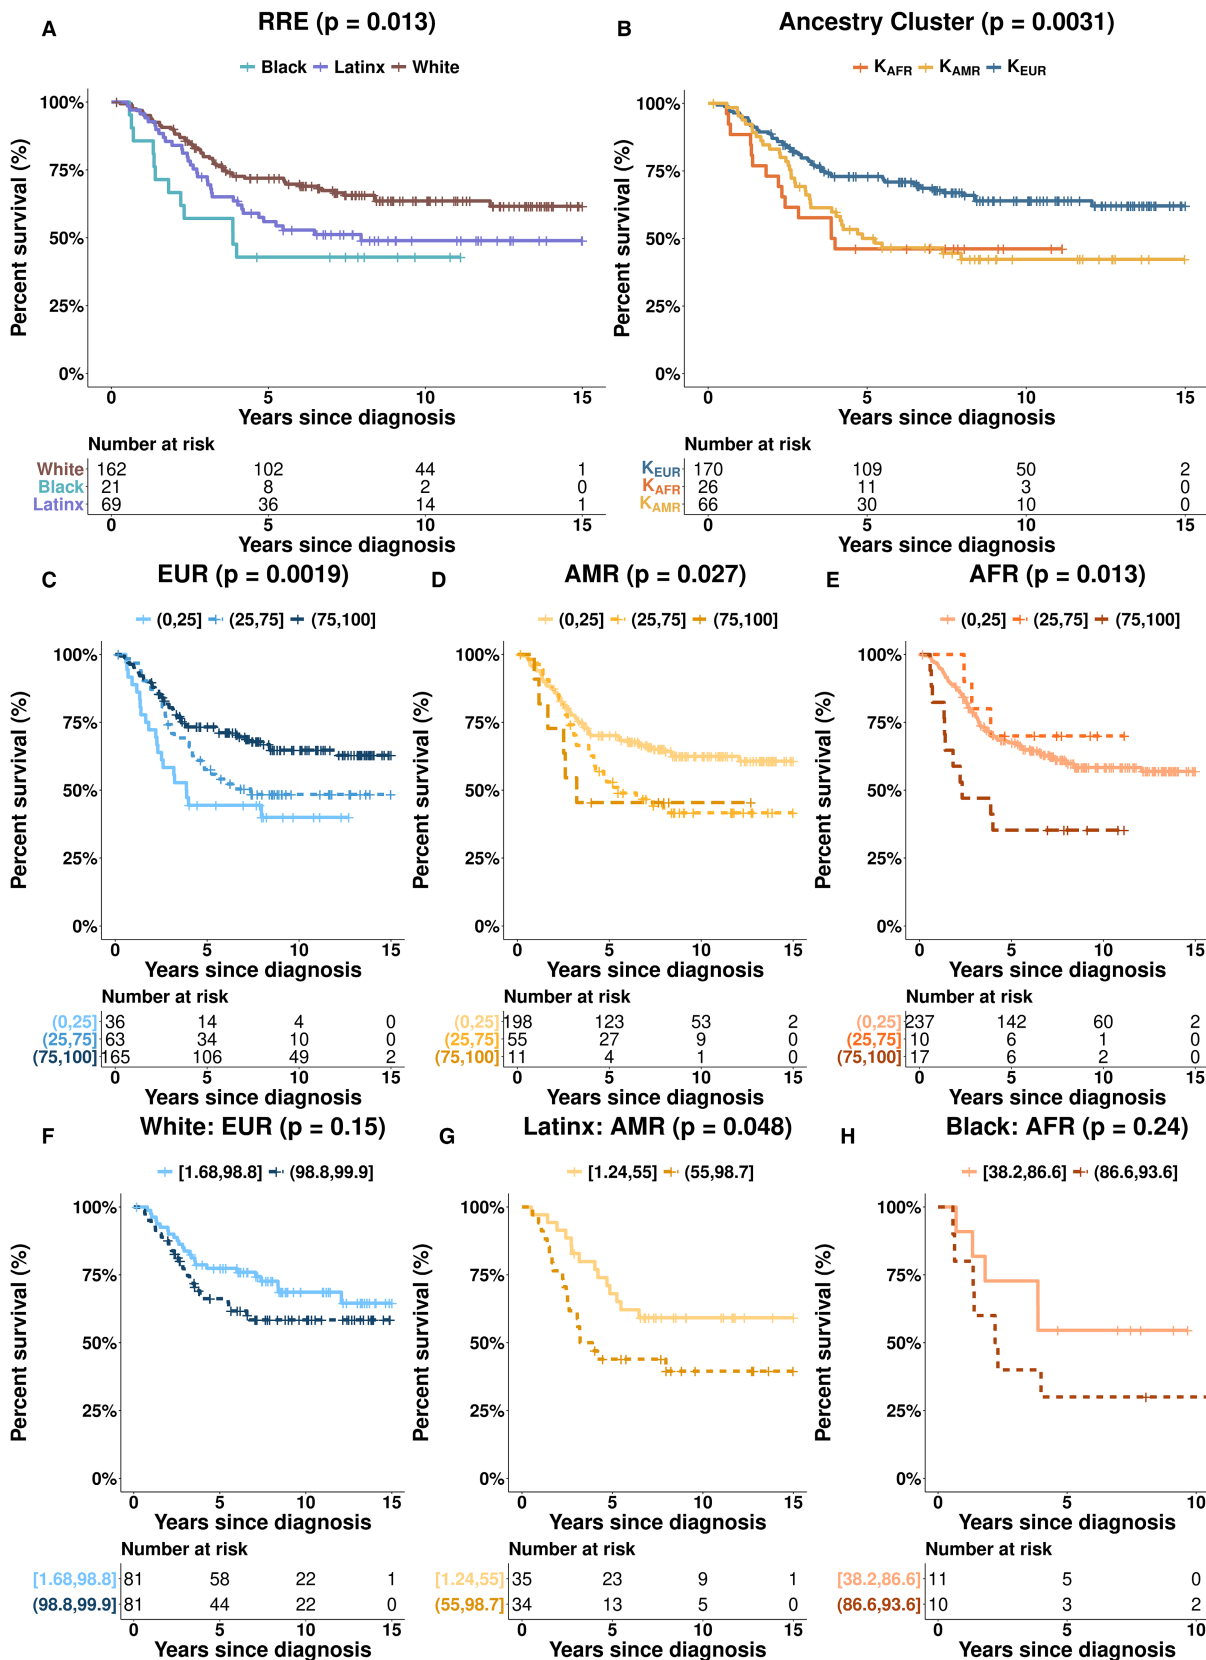 A
RRE (p = 0.013)
Black Latinx White
Percent survival (%)
100%
75%
50%
25%
0%
0 5 10 15
Years since diagnosis
Number at risk
White 162 102 44 1
Black 21 8 2 0
Latinx 69 36 14 1
0 5 10 15
Years since diagnosis
B
Ancestry Cluster (p = 0.0031)
K_AFR K_AMR K_EUR
Percent survival (%)
100%
75%
50%
25%
0%
0 5 10 15
Years since diagnosis
Number at risk
K_EUR 170 109 50 2
K_AFR 26 11 3 0
K_AMR 66 30 10 0
0 5 10 15
Years since diagnosis
C
EUR (p = 0.0019)
(0,25] (25,75] (75,100]
Percent survival (%)
100%
75%
50%
25%
0%
0 5 10 15
Years since diagnosis
Number at risk
(0,25] 36 14 4 0
(25,75] 63 34 10 0
(75,100] 165 106 49 2
0 5 10 15
Years since diagnosis
D
AMR (p = 0.027)
(0,25] (25,75] (75,100]
Percent survival (%)
100%
75%
50%
25%
0%
0 5 10 15
Years since diagnosis
Number at risk
(0,25] 198 123 53 2
(25,75] 55 27 9 0
(75,100] 11 4 1 0
0 5 10 15
Years since diagnosis
E
AFR (p = 0.013)
(0,25] (25,75] (75,100]
Percent survival (%)
100%
75%
50%
25%
0%
0 5 10 15
Years since diagnosis
Number at risk
(0,25] 237 142 60 2
(25,75] 10 6 1 0
(75,100] 17 6 2 0
0 5 10 15
Years since diagnosis
F
White: EUR (p = 0.15)
[1.68,98.8] (98.8,99.9]
Percent survival (%)
100%
75%
50%
25%
0%
0 5 10 15
Years since diagnosis
Number at risk
[1.68,98.8] 81 58 22 1
(98.8,99.9] 81 44 22 0
0 5 10 15
Years since diagnosis
G
Latinx: AMR (p = 0.048)
[1.24,55] (55,98.7]
Percent survival (%)
100%
75%
50%
25%
0%
0 5 10 15
Years since diagnosis
Number at risk
[1.24,55] 35 23 9 1
(55,98.7] 34 13 5 0
0 5 10 15
Years since diagnosis
H
Black: AFR (p = 0.24)
[38.2,86.6] (86.6,93.6]
Percent survival (%)
100%
75%
50%
25%
0%
0 5 10
Years since diagnosis
Number at risk
[38.2,86.6] 11 5 0
(86.6,93.6] 10 3 2
0 5 10
Years since diagnosis